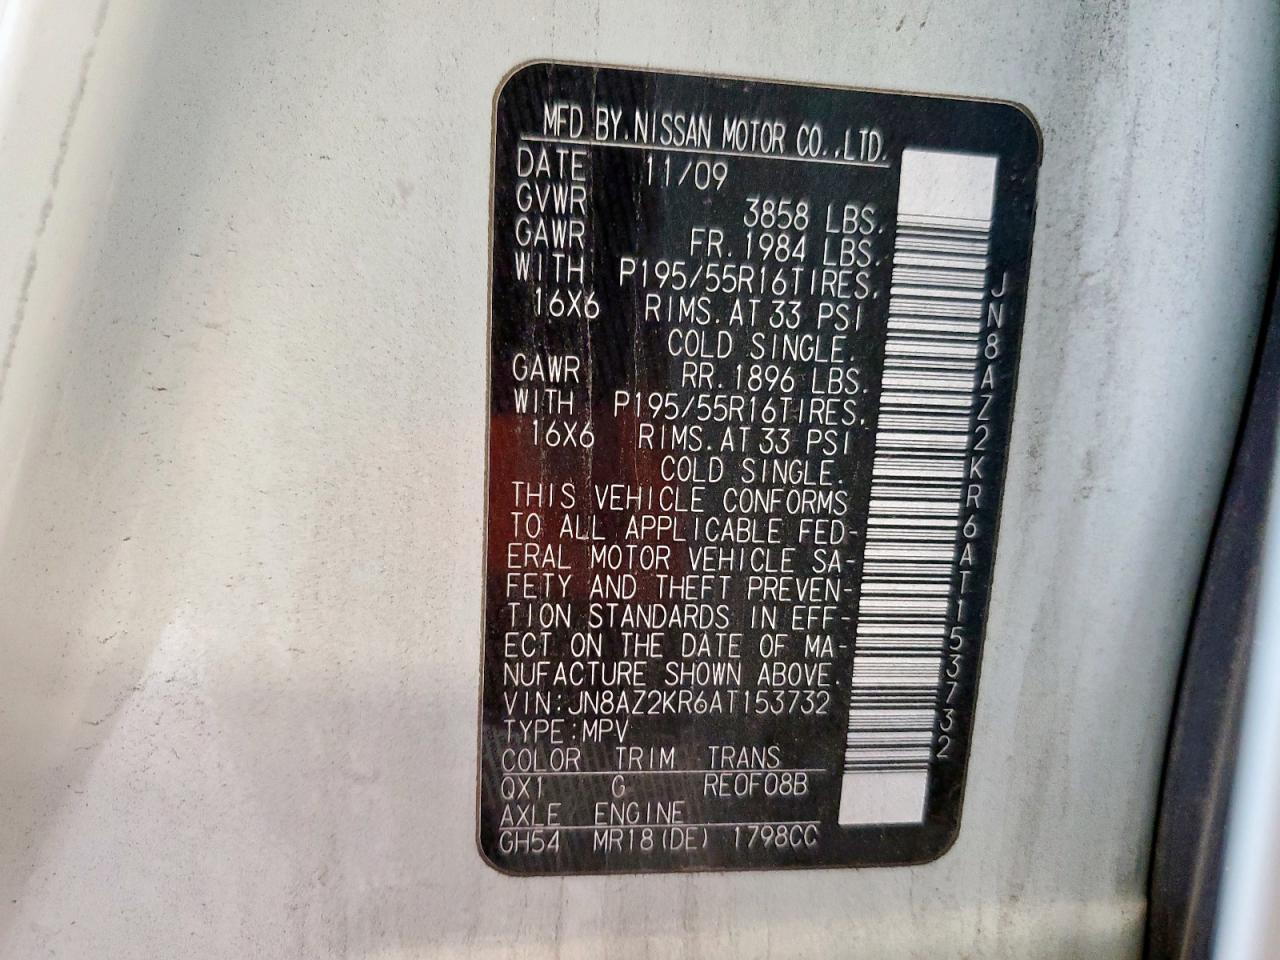 MFD BY.NISSAN MOTOR CO.,LTD.
DATE 11/09
GVWR 3858 LBS.
GAWR FR.1984 LBS.
WITH P195/55R16TIRES,
16X6 RIMS.AT 33 PSI
COLD SINGLE.
GAWR RR.1896 LBS.
WITH P195/55R16TIRES,
16X6 RIMS.AT 33 PSI
COLD SINGLE.
THIS VEHICLE CONFORMS
TO ALL APPLICABLE FED-
ERAL MOTOR VEHICLE SA-
FETY AND THEFT PREVEN-
TION STANDARDS IN EFF-
ECT ON THE DATE OF MA-
NUFACTURE SHOWN ABOVE.
VIN:JN8AZ2KR6AT153732
TYPE:MPV
COLOR TRIM TRANS
QX1 G RE0F08B
AXLE ENGINE
GH54 MR18(DE) 1798CC
JN8AZ2KR6AT153732